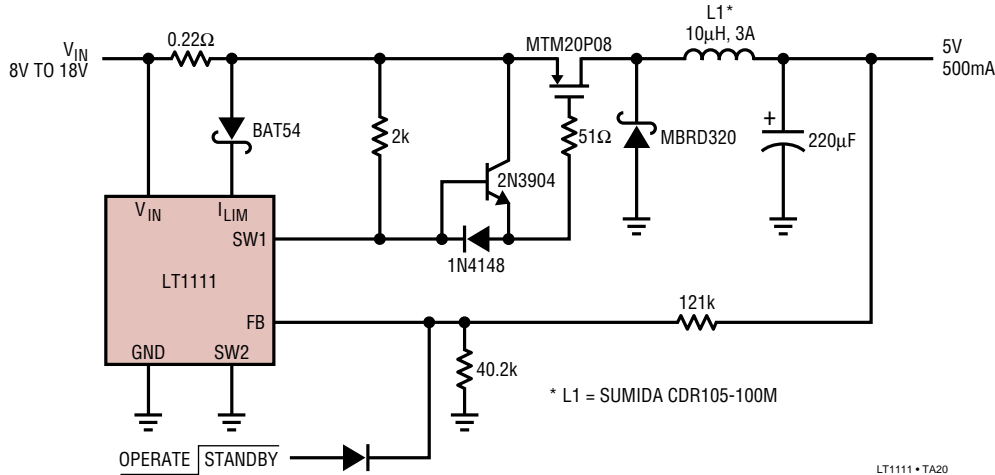 L1*
10μH, 3A
V_IN
8V TO 18V
0.22Ω
MTM20P08
5V
500mA
BAT54
2k
51Ω
MBRD320
+
220μF
2N3904
V_IN
I_LIM
SW1
1N4148
LT1111
FB
121k
GND
SW2
40.2k
* L1 = SUMIDA CDR105-100M
OPERATE STANDBY
LT1111 • TA20